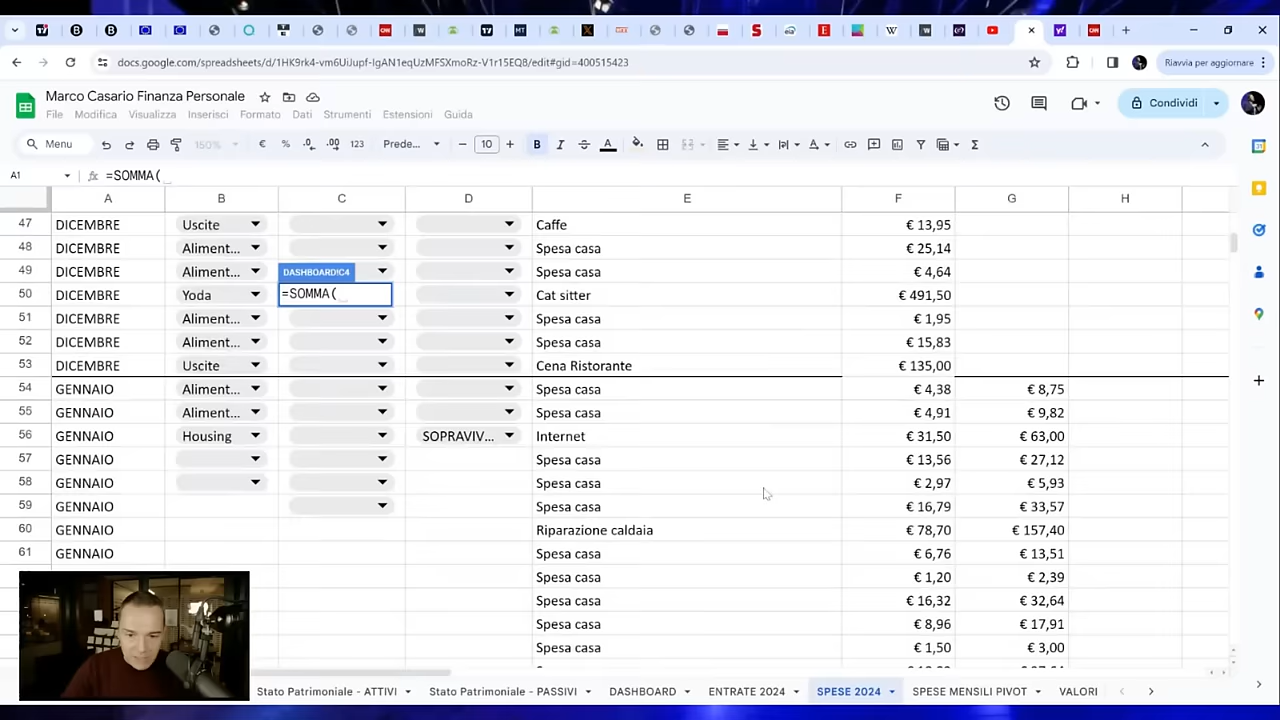 docs.google.com/spreadsheets/d/1HK9rk4-vm6UiJupf-IgAN1eqUzMFSXmoRz-V1r15EQ8/edit#gid=400515423
Riavvia per aggiornare
Marco Casario Finanza Personale
File Modifica Visualizza Inserisci Formato Dati Strumenti Estensioni Guida
Condividi
Menu 150% € % .0 .00 123 Prede... 10 B I A
A1 fx =SOMMA(
A B C D E F G H
47 DICEMBRE Uscite Caffe € 13,95
48 DICEMBRE Aliment... Spesa casa € 25,14
DASHBOARD!C4
49 DICEMBRE Aliment... Spesa casa € 4,64
50 DICEMBRE Yoda =SOMMA( Cat sitter € 491,50
51 DICEMBRE Aliment... Spesa casa € 1,95
52 DICEMBRE Aliment... Spesa casa € 15,83
53 DICEMBRE Uscite Cena Ristorante € 135,00
54 GENNAIO Aliment... Spesa casa € 4,38 € 8,75
55 GENNAIO Aliment... Spesa casa € 4,91 € 9,82
56 GENNAIO Housing SOPRAVIV... Internet € 31,50 € 63,00
57 GENNAIO Spesa casa € 13,56 € 27,12
58 GENNAIO Spesa casa € 2,97 € 5,93
59 GENNAIO Spesa casa € 16,79 € 33,57
60 GENNAIO Riparazione caldaia € 78,70 € 157,40
61 GENNAIO Spesa casa € 6,76 € 13,51
Spesa casa € 1,20 € 2,39
Spesa casa € 16,32 € 32,64
Spesa casa € 8,96 € 17,91
Spesa casa € 1,50 € 3,00
Stato Patrimoniale - ATTIVI Stato Patrimoniale - PASSIVI DASHBOARD ENTRATE 2024 SPESE 2024 SPESE MENSILI PIVOT VALORI